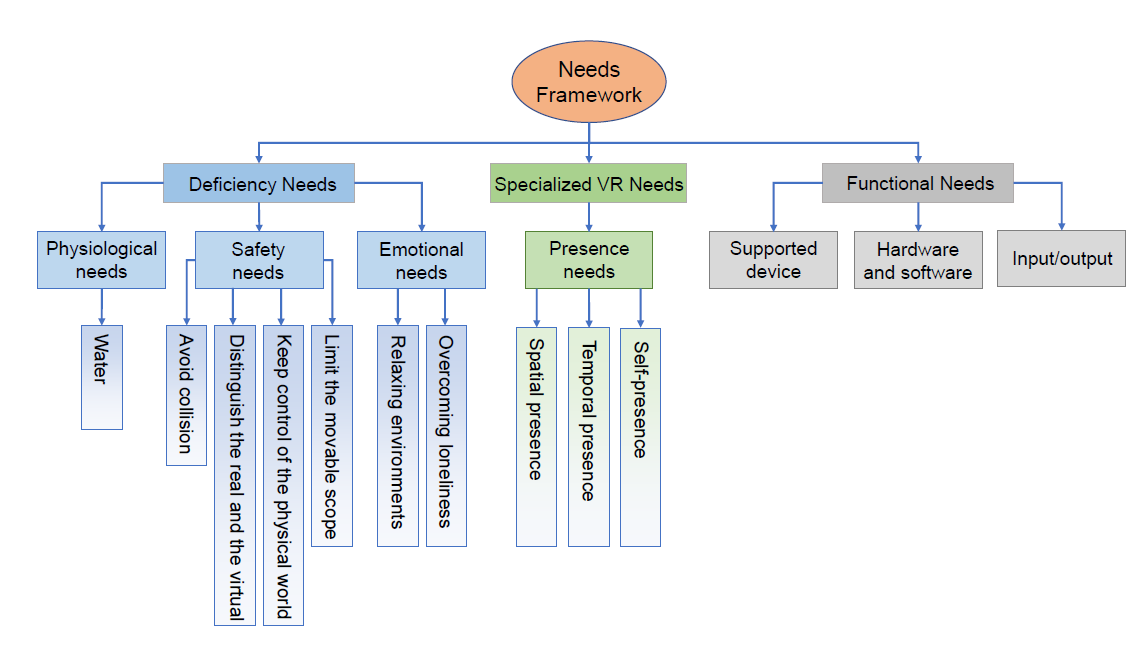 Needs
Framework
Deficiency Needs
Specialized VR Needs
Functional Needs
Physiological
needs
Safety
needs
Emotional
needs
Presence
needs
Supported
device
Hardware
and software
Input/output
Water
Avoid collision
Distinguish the real and the virtual
Keep control of the physical world
Limit the movable scope
Relaxing environments
Overcoming loneliness
Spatial presence
Temporal presence
Self-presence